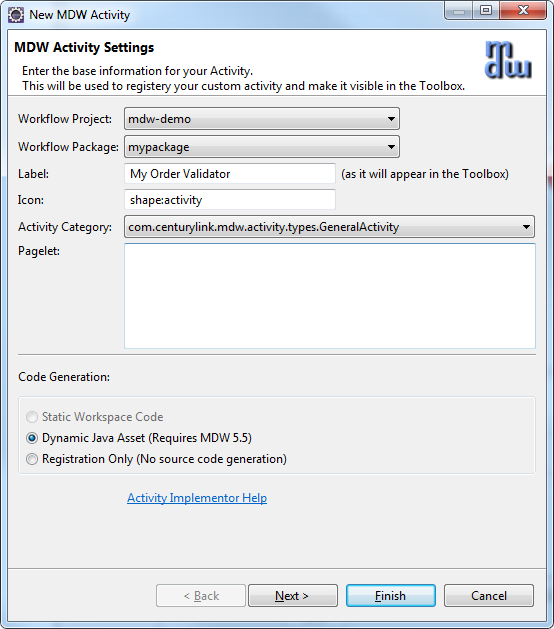 New MDW Activity
MDW Activity Settings
Enter the base information for your Activity.
This will be used to registery your custom activity and make it visible in the Toolbox.
mdw
Workflow Project: mdw-demo
Workflow Package: mypackage
Label: My Order Validator (as it will appear in the Toolbox)
Icon: shape:activity
Activity Category: com.centurylink.mdw.activity.types.GeneralActivity
Pagelet:
Code Generation:
Static Workspace Code
Dynamic Java Asset (Requires MDW 5.5)
Registration Only (No source code generation)
Activity Implementor Help
< Back Next > Finish Cancel